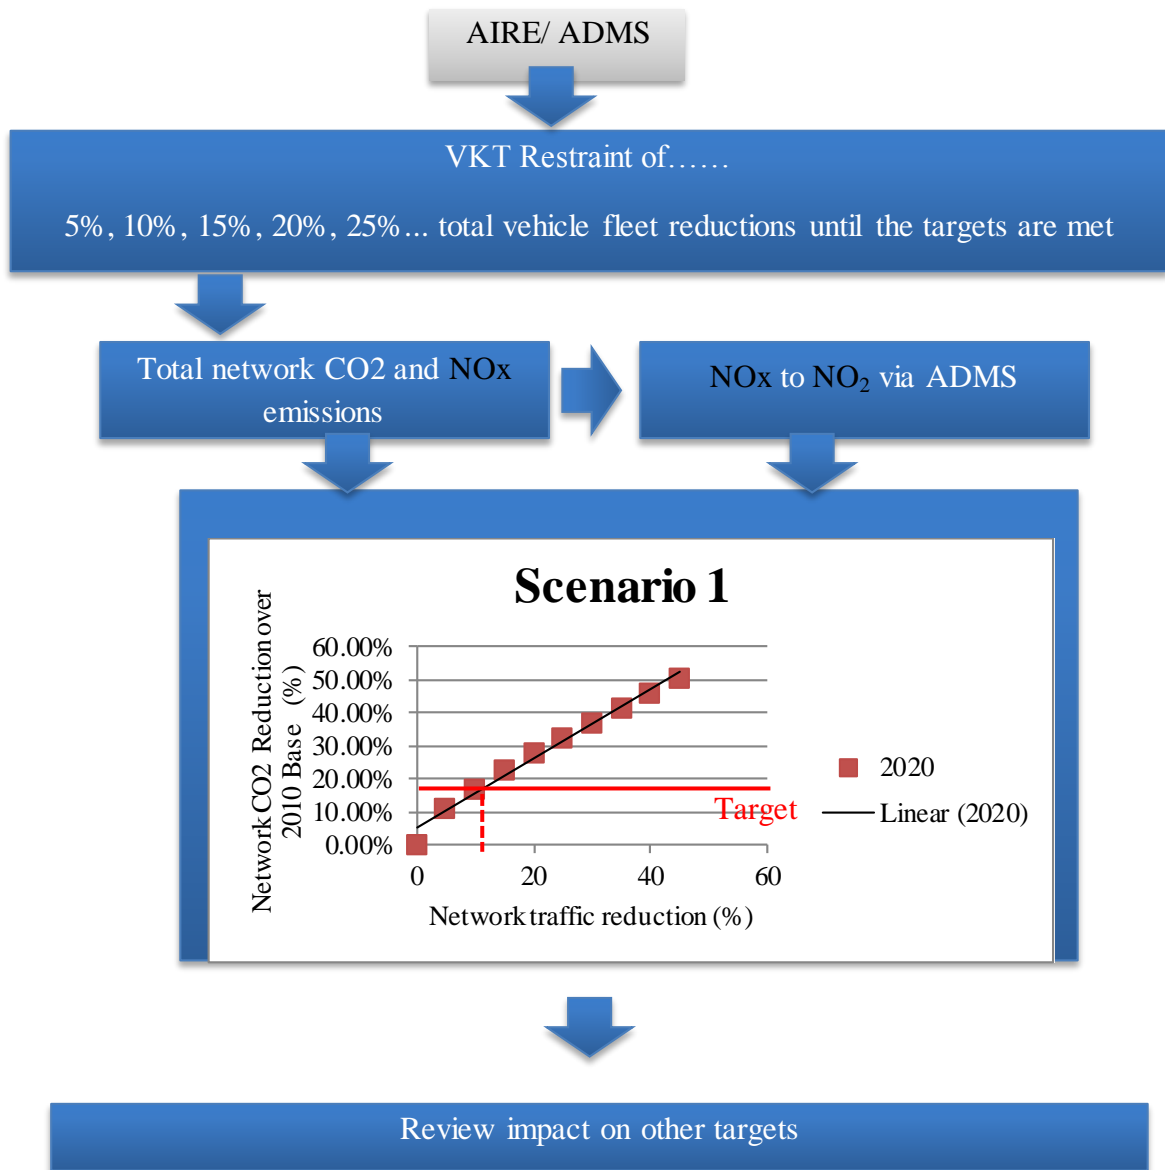 AIRE/ ADMS
VKT Restraint of……
5%, 10%, 15%, 20%, 25%... total vehicle fleet reductions until the targets are met
Total network CO2 and NOx
emissions
NOx to NO₂ via ADMS
Scenario 1
Network CO2 Reduction over
2010 Base (%)
60.00%
50.00%
40.00%
30.00%
20.00%
10.00%
0.00%
0
20
40
60
Network traffic reduction (%)
Target
2020
Linear (2020)
Review impact on other targets